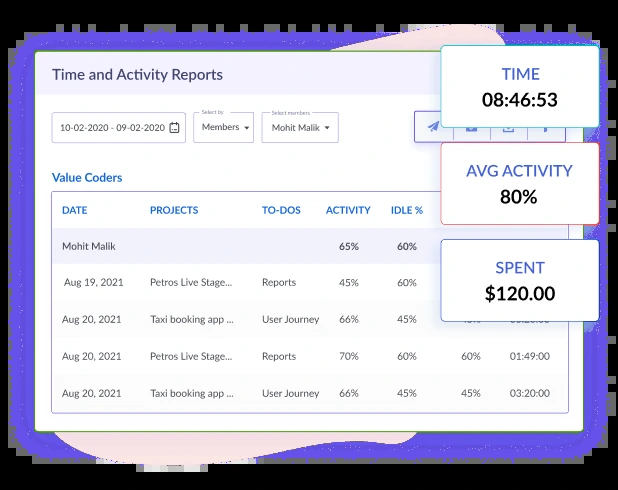 Time and Activity Reports
TIME
08:46:53
Select by
Select members
10-02-2020 - 09-02-2020
Members
Mohit Malik
AVG ACTIVITY
80%
Value Coders
DATE PROJECTS TO-DOS ACTIVITY IDLE %
Mohit Malik 65% 60%
SPENT
$120.00
Aug 19, 2021 Petros Live Stage... Reports 45% 60%
Aug 20, 2021 Taxi booking app ... User Journey 66% 45%
Aug 20, 2021 Petros Live Stage... Reports 70% 60% 60% 01:49:00
Aug 20, 2021 Taxi booking app ... User Journey 66% 45% 45% 03:20:00